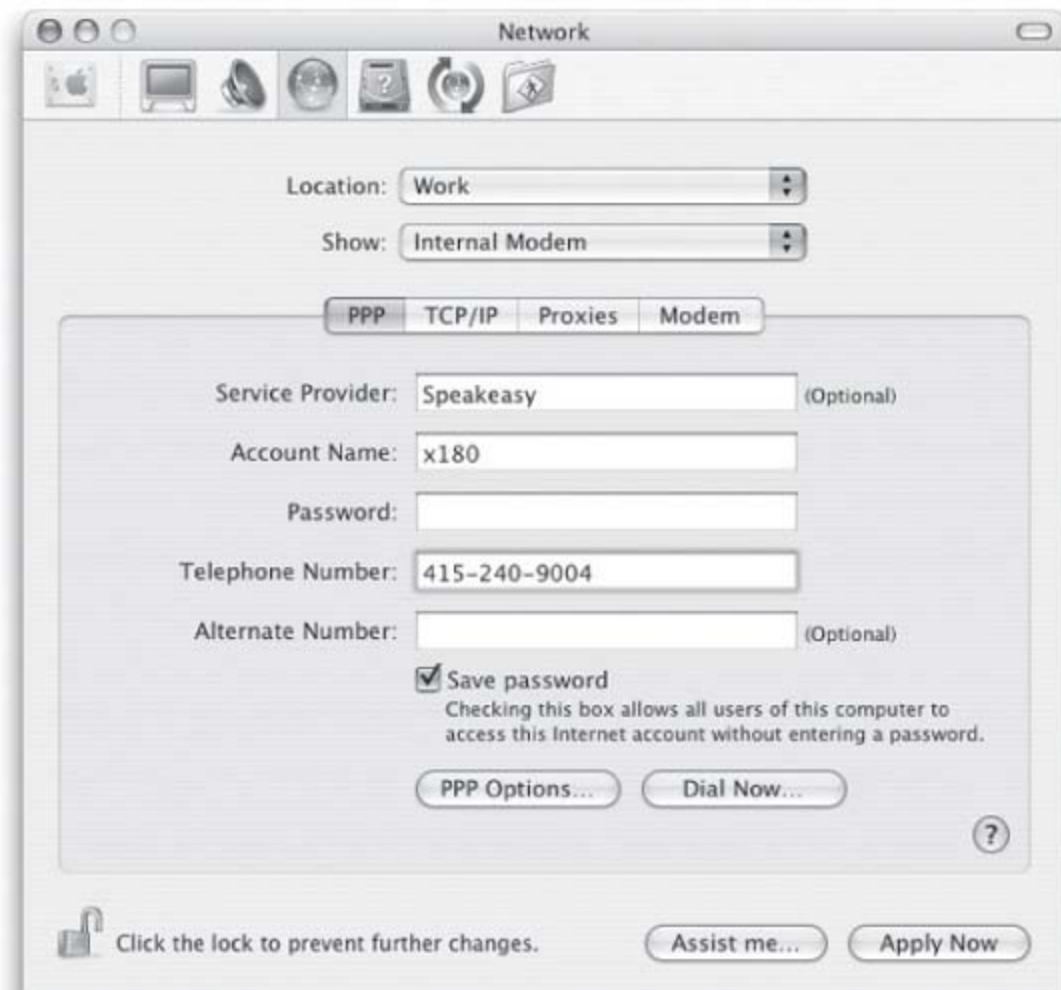 Network
Location: Work
Show: Internal Modem
PPP TCP/IP Proxies Modem
Service Provider: Speakeasy (Optional)
Account Name: x180
Password:
Telephone Number: 415-240-9004
Alternate Number: (Optional)
Save password
Checking this box allows all users of this computer to
access this Internet account without entering a password.
PPP Options... Dial Now...
?
Click the lock to prevent further changes. Assist me... Apply Now